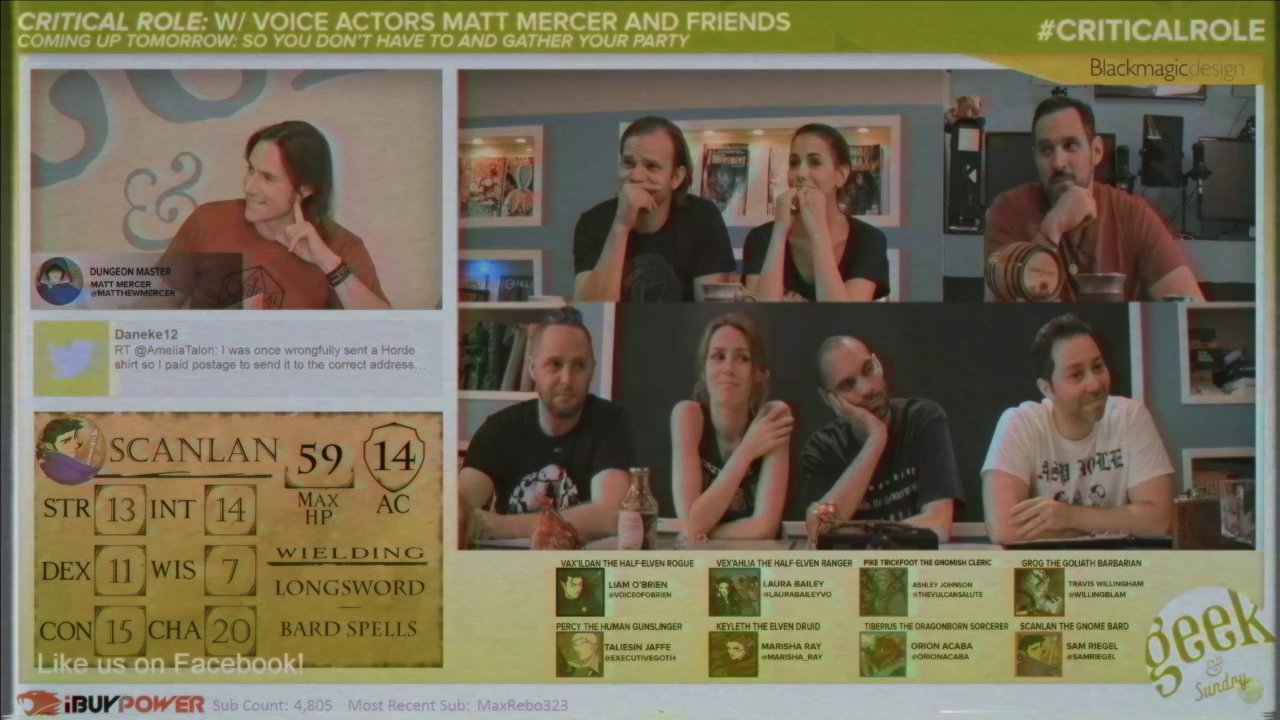 CRITICAL ROLE: W/ VOICE ACTORS MATT MERCER AND FRIENDS
COMING UP TOMORROW: SO YOU DON'T HAVE TO AND GATHER YOUR PARTY
#CRITICALROLE
Blackmagicdesign
&
DUNGEON MASTER
MATT MERCER
@MATTHEWMERCER
Daneke12
RT @AmeliaTalon: I was once wrongfully sent a Horde
shirt so I paid postage to send it to the correct address...
SCANLAN
59
MAX
HP
14
AC
STR 13 INT 14
DEX 11 WIS 7
CON 15 CHA 20
WIELDING
LONGSWORD
BARD SPELLS
Like us on Facebook!
VAX'ILDAN THE HALF-ELVEN ROGUE
LIAM O'BRIEN
@VOICEOFOBRIEN
VEX'AHLIA THE HALF-ELVEN RANGER
LAURA BAILEY
@LAURABAILEYVO
PIKE TRICKFOOT THE GNOMISH CLERIC
ASHLEY JOHNSON
@THEVULCANSALUTE
GROG THE GOLIATH BARBARIAN
TRAVIS WILLINGHAM
@WILLINGBLAM
PERCY THE HUMAN GUNSLINGER
TALIESIN JAFFE
@EXECUTIVEGOTH
KEYLETH THE ELVEN DRUID
MARISHA RAY
@MARISHA_RAY
TIBERIUS THE DRAGONBORN SORCERER
ORION ACABA
@ORIONACABA
SCANLAN THE GNOME BARD
SAM RIEGEL
@SAMRIEGEL
geek
&
Sundry
iBUYPOWER Sub Count: 4,805 Most Recent Sub: MaxRebo323